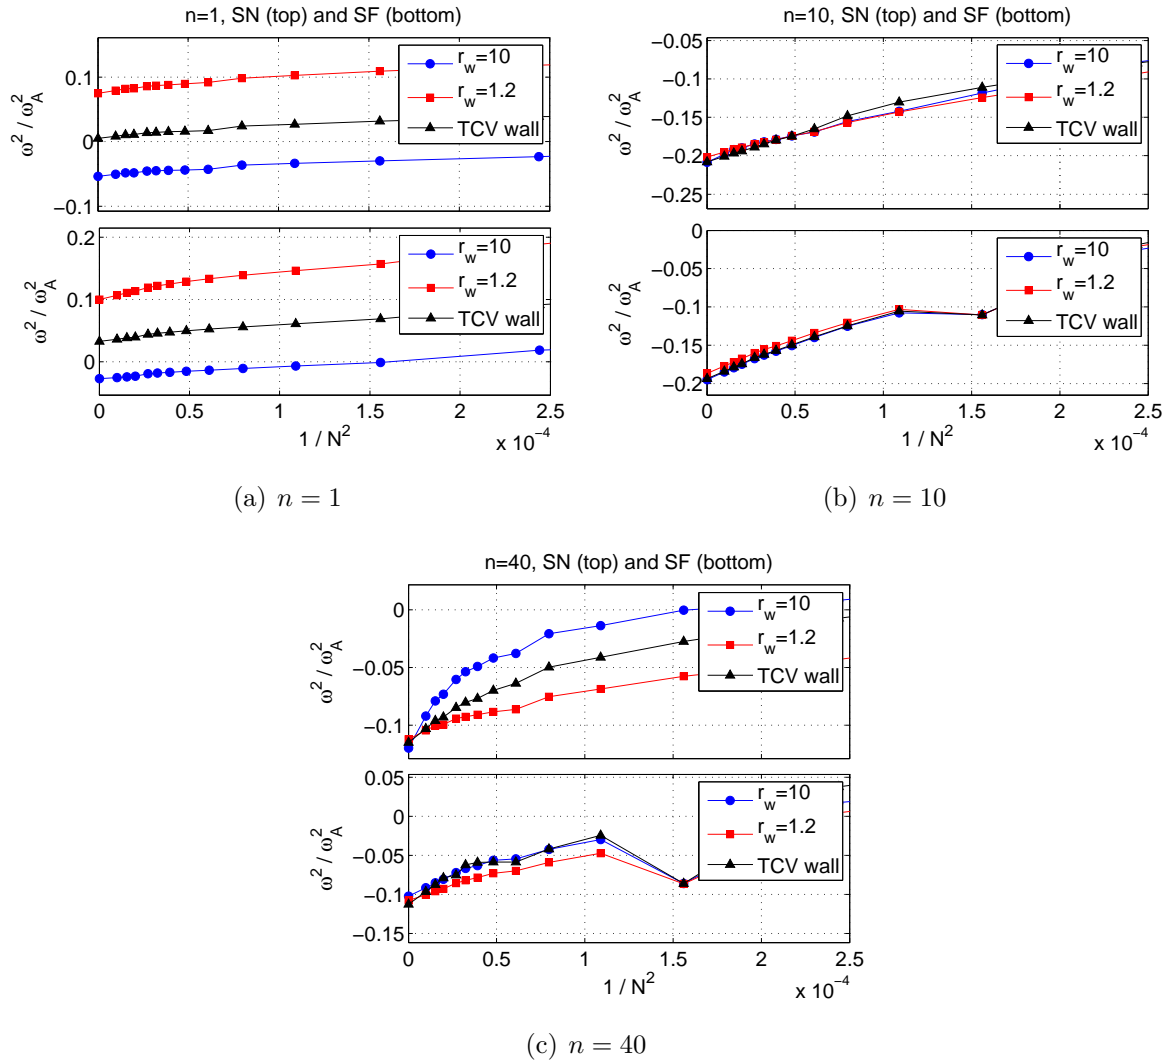 n=1, SN (top) and SF (bottom)
0.1
0
−0.1
ω² / ω²_A
r_w=10
r_w=1.2
TCV wall
0.2
0.1
0
ω² / ω²_A
r_w=10
r_w=1.2
TCV wall
0 0.5 1 1.5 2 2.5
1 / N²
x 10⁻⁴
(a) n = 1
n=10, SN (top) and SF (bottom)
−0.05
−0.1
−0.15
−0.2
−0.25
ω² / ω²_A
r_w=10
r_w=1.2
TCV wall
0
−0.05
−0.1
−0.15
−0.2
ω² / ω²_A
r_w=10
r_w=1.2
TCV wall
0 0.5 1 1.5 2 2.5
1 / N²
x 10⁻⁴
(b) n = 10
n=40, SN (top) and SF (bottom)
0
−0.05
−0.1
ω² / ω²_A
r_w=10
r_w=1.2
TCV wall
0.05
0
−0.05
−0.1
−0.15
ω² / ω²_A
r_w=10
r_w=1.2
TCV wall
0 0.5 1 1.5 2 2.5
1 / N²
x 10⁻⁴
(c) n = 40